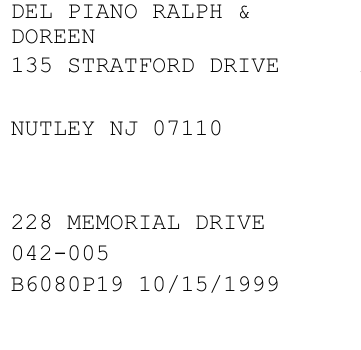 DEL PIANO RALPH &
DOREEN
135 STRATFORD DRIVE
NUTLEY NJ 07110
228 MEMORIAL DRIVE
042-005
B6080P19 10/15/1999